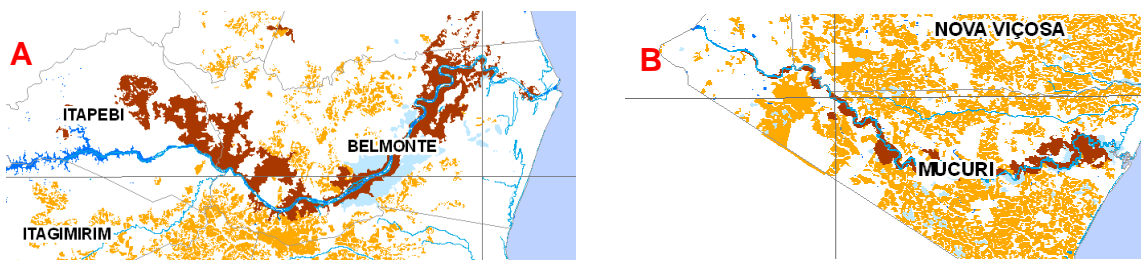 A
ITAPEBI
BELMONTE
ITAGIMIRIM
B
NOVA VIÇOSA
MUCURI